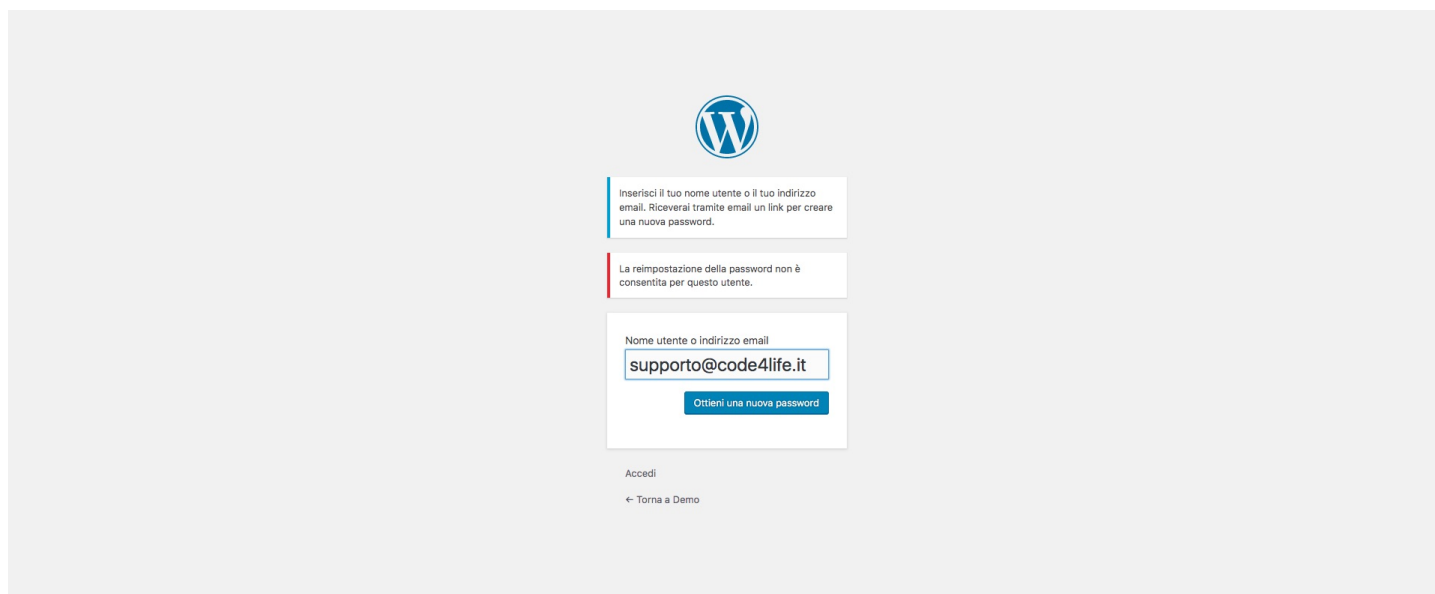 Inserisci il tuo nome utente o il tuo indirizzo
email. Riceverai tramite email un link per creare
una nuova password.
La reimpostazione della password non è
consentita per questo utente.
Nome utente o indirizzo email
supporto@code4life.it
Ottieni una nuova password
Accedi
← Torna a Demo